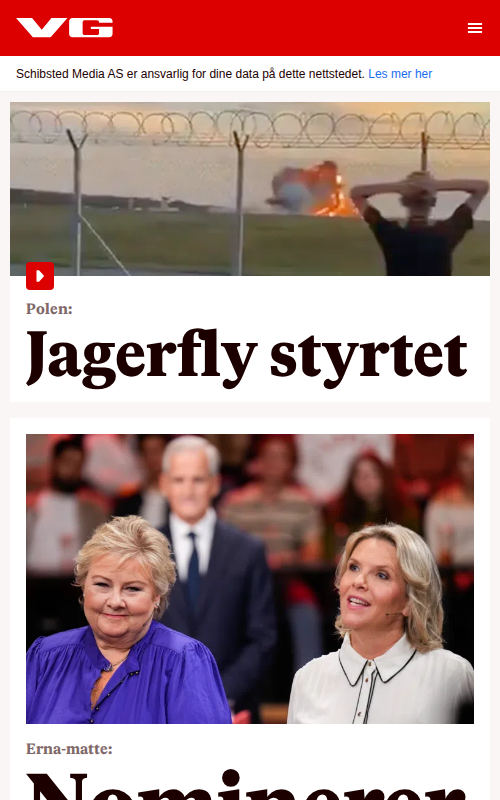 VG
Schibsted Media AS er ansvarlig for dine data på dette nettstedet. Les mer her
Polen:
Jagerfly styrtet
Erna-matte:
Nominerer